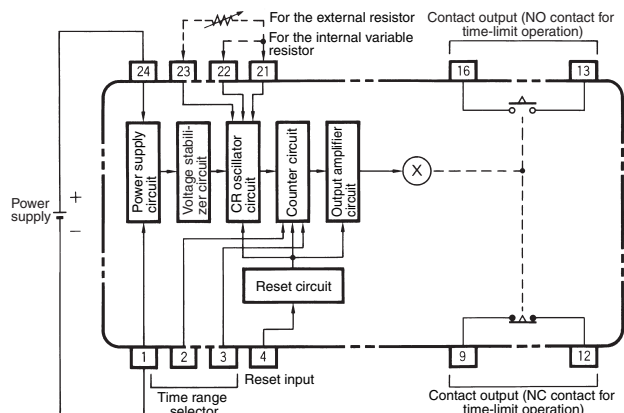 For the external resistor
For the internal variable
resistor
Contact output (NO contact for
time-limit operation)
24
23
22
21
16
13
Power supply
circuit
Voltage stabili-
zer circuit
CR oscillator
circuit
Counter circuit
Output amplifier
circuit
X
Power
supply
+
−
Reset circuit
1
2
3
4
9
12
Time range
selector
Reset input
Contact output (NC contact for
time-limit operation)